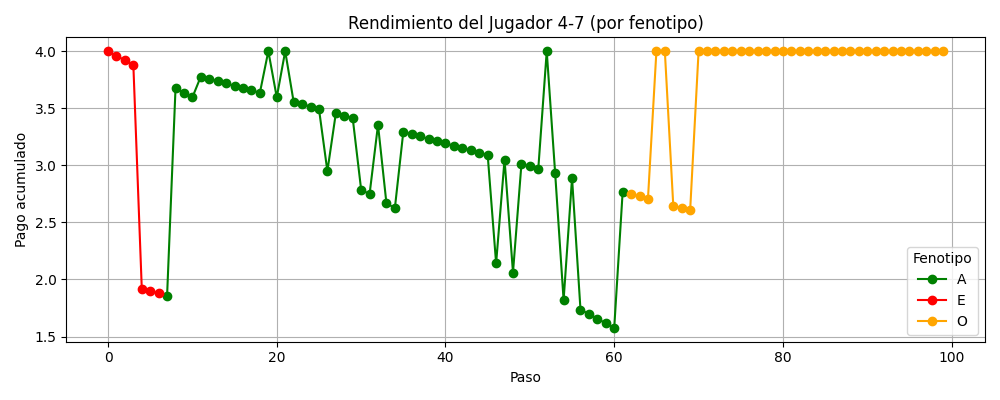 Rendimiento del Jugador 4-7 (por fenotipo)
Pago acumulado
4.0
3.5
3.0
2.5
2.0
1.5
0
20
40
60
80
100
Paso
Fenotipo
A
E
O